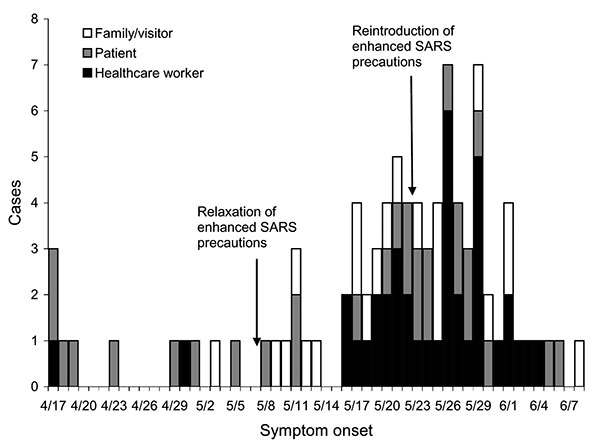 Family/visitor
Patient
Healthcare worker
Reintroduction of
enhanced SARS
precautions
Relaxation of
enhanced SARS
precautions
Cases
8
7
6
5
4
3
2
1
0
4/17 4/20 4/23 4/26 4/29 5/2 5/5 5/8 5/11 5/14 5/17 5/20 5/23 5/26 5/29 6/1 6/4 6/7
Symptom onset